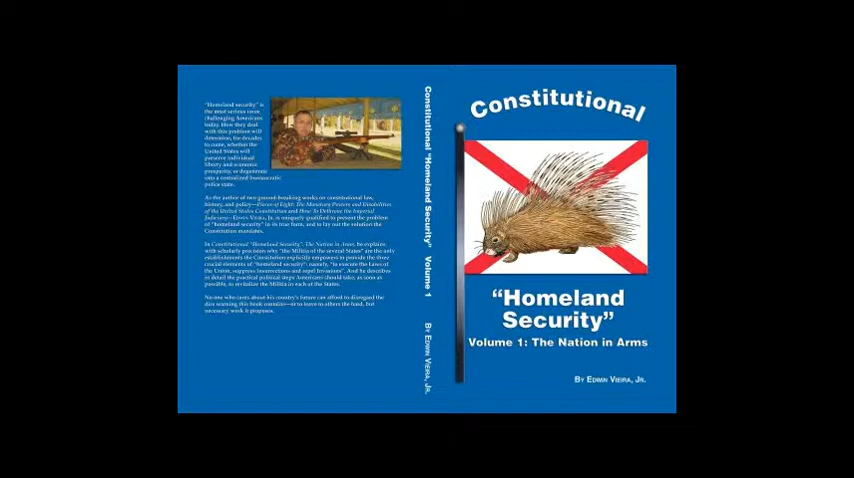 "Homeland security" is
the most serious issue
challenging Americans
today. How they deal
with this problem will
determine, for decades
to come, whether the
United States will
preserve individual
liberty and economic
prosperity, or degenerate
into a centralized bureaucratic
police state.
As the author of two ground-breaking works on constitutional law,
history, and policy—Pieces of Eight: The Monetary Powers and Disabilities
of the United States Constitution and How To Dethrone the Imperial
Judiciary—Edwin Vieira, Jr. is uniquely qualified to present the problem
of "homeland security" in its true form, and to lay out the solution the
Constitution mandates.
In Constitutional "Homeland Security": The Nation in Arms, he explains
with scholarly precision why "the Militia of the several States" are the only
establishments the Constitution explicitly empowers to provide the three
crucial elements of "homeland security": namely, "to execute the Laws of
the Union, suppress Insurrections and repel Invasions". And he describes
in detail the practical political steps Americans should take, as soon as
possible, to revitalize the Militia in each of the States.
No one who cares about his country's future can afford to disregard the
dire warning this book contains—or to leave to others the hard, but
necessary work it proposes.
Constitutional "Homeland Security" Volume 1 By Edwin Vieira, Jr.
Constitutional
"Homeland
Security"
Volume 1: The Nation in Arms
By Edwin Vieira, Jr.